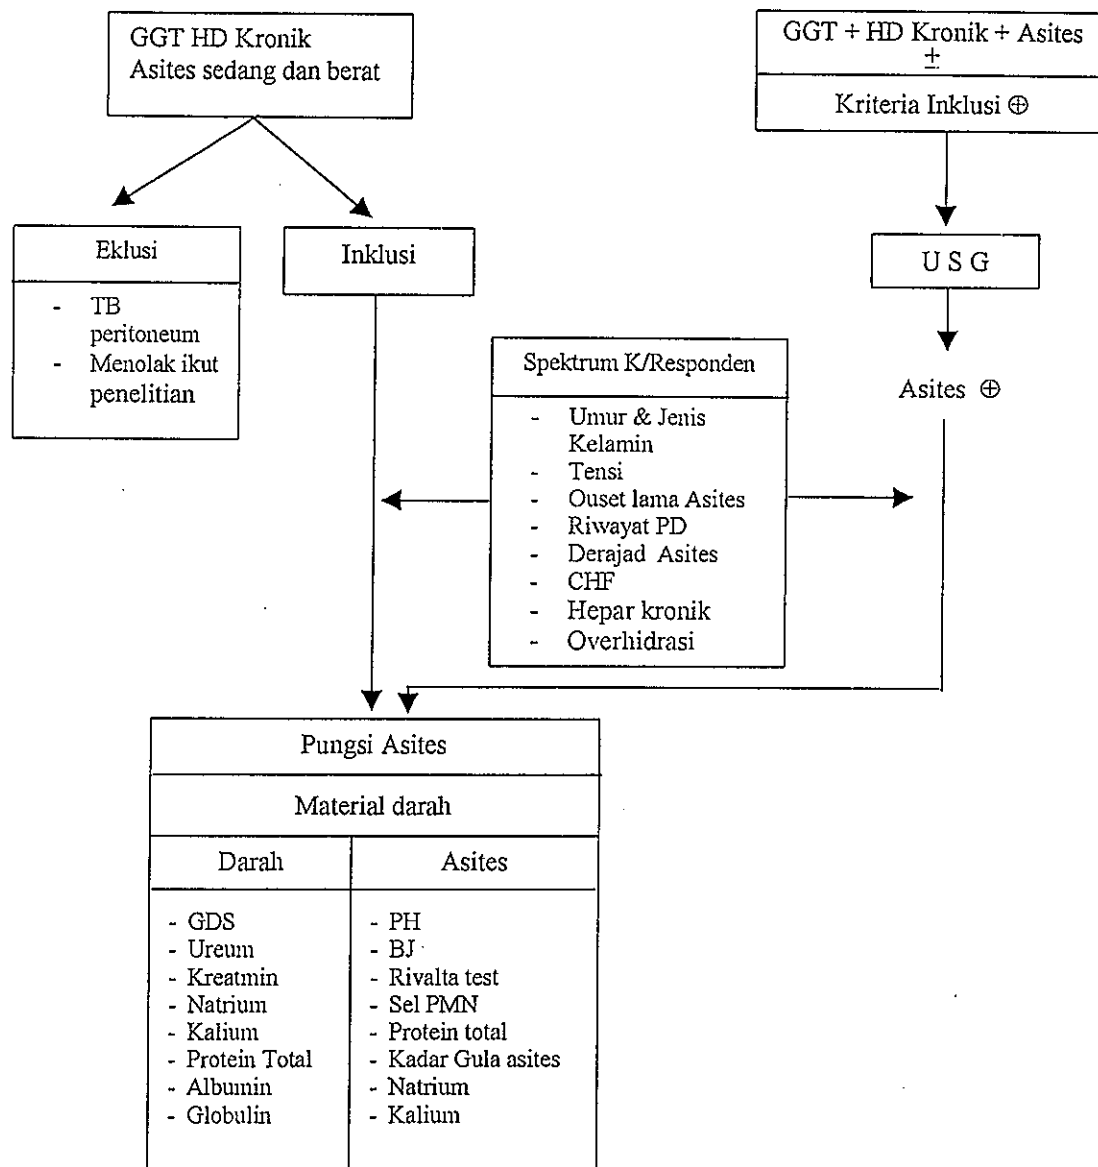 GGT HD Kronik
Asites sedang dan berat
GGT + HD Kronik + Asites
±
Kriteria Inklusi ⊕
Eklusi
- TB
peritoneum
- Menolak ikut
penelitian
Inklusi
U S G
Asites ⊕
Spektrum K/Responden
- Umur & Jenis
Kelamin
- Tensi
- Ouset lama Asites
- Riwayat PD
- Derajad Asites
- CHF
- Hepar kronik
- Overhidrasi
Pungsi Asites
Material darah
Darah
- GDS
- Ureum
- Kreatmin
- Natrium
- Kalium
- Protein Total
- Albumin
- Globulin
Asites
- PH
- BJ
- Rivalta test
- Sel PMN
- Protein total
- Kadar Gula asites
- Natrium
- Kalium